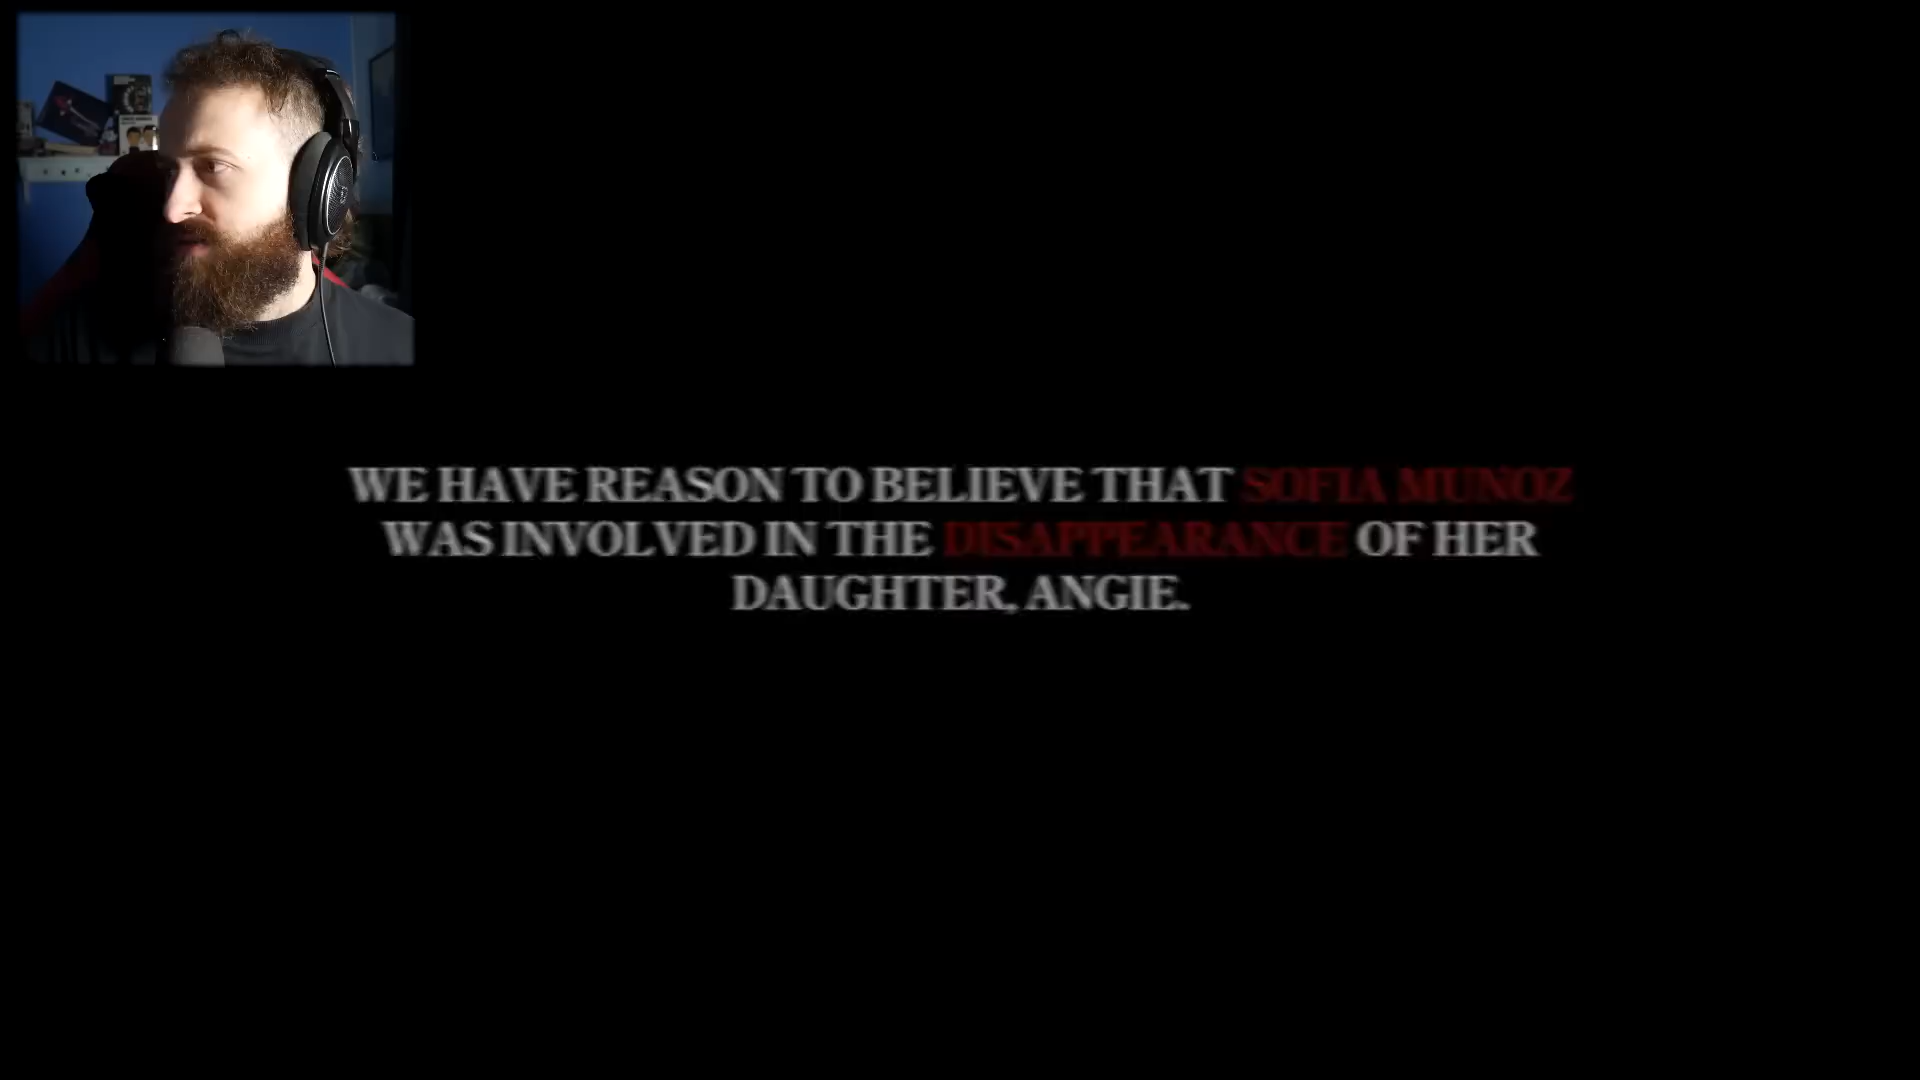 WE HAVE REASON TO BELIEVE THAT SOFIA MUNOZ
WAS INVOLVED IN THE DISAPPEARANCE OF HER
DAUGHTER, ANGIE.